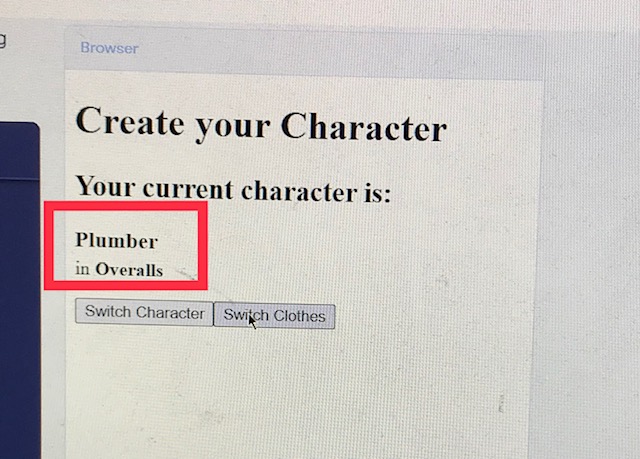 g
Browser
Create your Character
Your current character is:
Plumber
in Overalls
Switch Character
Switch Clothes